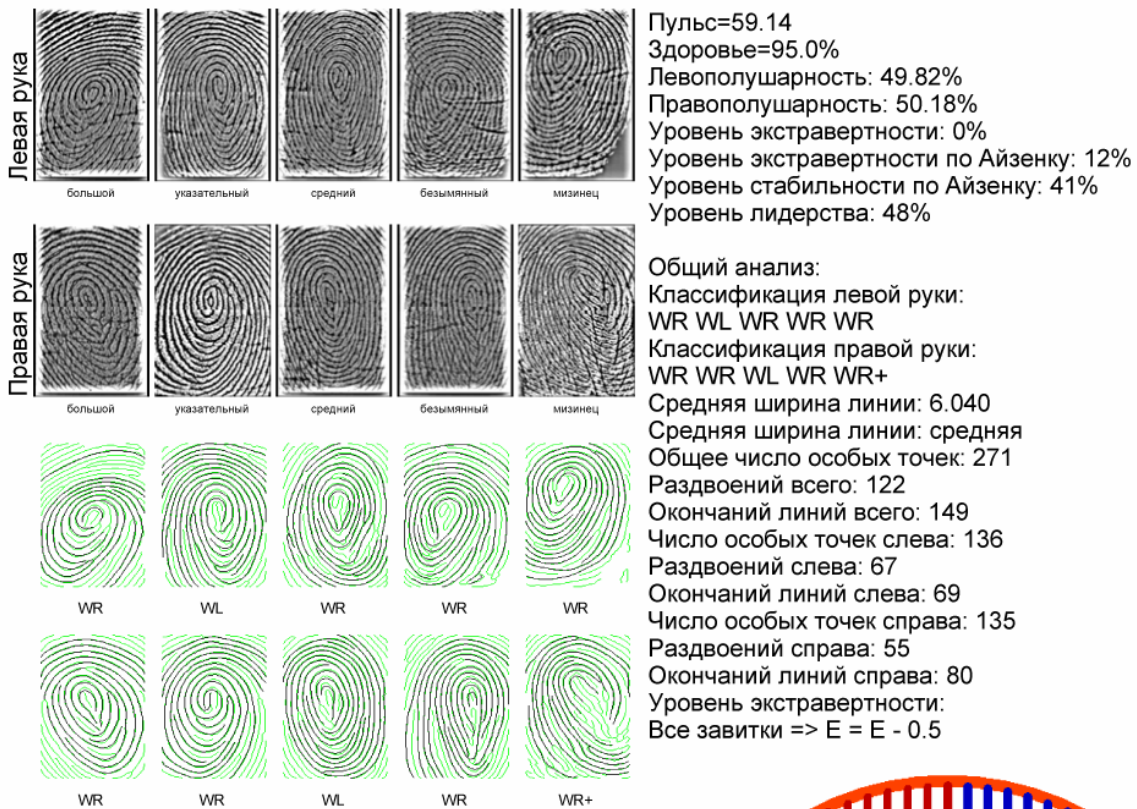 Левая рука
большой указательный средний безымянный мизинец
Правая рука
большой указательный средний безымянный мизинец
WR WL WR WR WR
WR WR WL WR WR+
Пульс=59.14
Здоровье=95.0%
Левополушарность: 49.82%
Правополушарность: 50.18%
Уровень экстравертности: 0%
Уровень экстравертности по Айзенку: 12%
Уровень стабильности по Айзенку: 41%
Уровень лидерства: 48%
Общий анализ:
Классификация левой руки:
WR WL WR WR WR
Классификация правой руки:
WR WR WL WR WR+
Средняя ширина линии: 6.040
Средняя ширина линии: средняя
Общее число особых точек: 271
Раздвоений всего: 122
Окончаний линий всего: 149
Число особых точек слева: 136
Раздвоений слева: 67
Окончаний линий слева: 69
Число особых точек справа: 135
Раздвоений справа: 55
Окончаний линий справа: 80
Уровень экстравертности:
Все завитки => E = E - 0.5